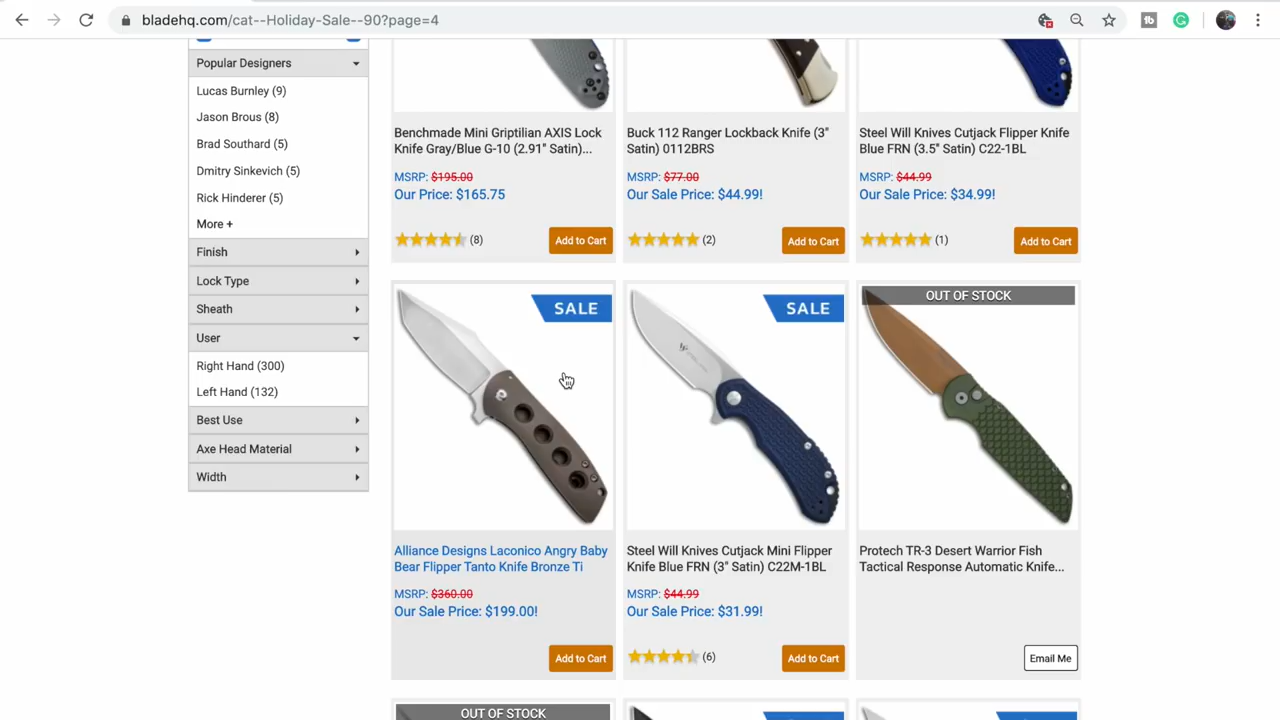 bladehq.com/cat--Holiday-Sale--90?page=4
Popular Designers
Lucas Burnley (9)
Jason Brous (8)
Brad Southard (5)
Dmitry Sinkevich (5)
Rick Hinderer (5)
More +
Finish
Lock Type
Sheath
User
Right Hand (300)
Left Hand (132)
Best Use
Axe Head Material
Width
Benchmade Mini Griptilian AXIS Lock
Knife Gray/Blue G-10 (2.91" Satin)...
MSRP: $195.00
Our Price: $165.75
(8)
Add to Cart
Buck 112 Ranger Lockback Knife (3"
Satin) 0112BRS
MSRP: $77.00
Our Sale Price: $44.99!
(2)
Add to Cart
Steel Will Knives Cutjack Flipper Knife
Blue FRN (3.5" Satin) C22-1BL
MSRP: $44.99
Our Sale Price: $34.99!
(1)
Add to Cart
SALE
Alliance Designs Laconico Angry Baby
Bear Flipper Tanto Knife Bronze Ti
MSRP: $360.00
Our Sale Price: $199.00!
Add to Cart
SALE
Steel Will Knives Cutjack Mini Flipper
Knife Blue FRN (3" Satin) C22M-1BL
MSRP: $44.99
Our Sale Price: $31.99!
(6)
Add to Cart
OUT OF STOCK
Protech TR-3 Desert Warrior Fish
Tactical Response Automatic Knife...
Email Me
OUT OF STOCK